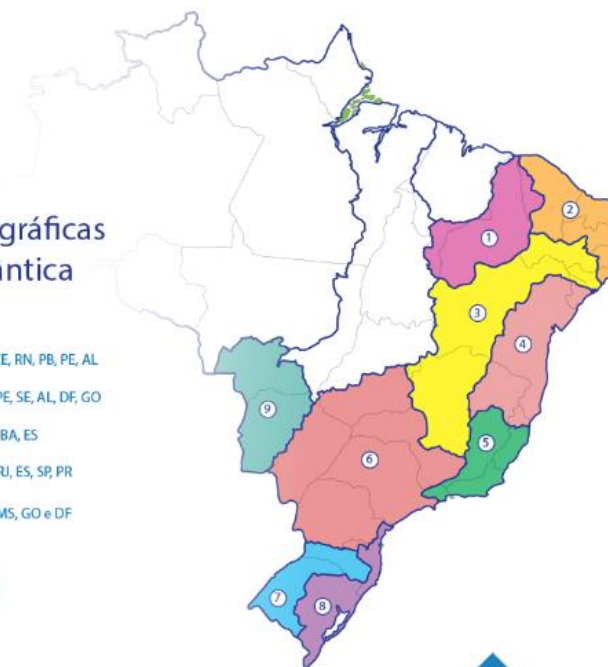 gráficas
ântica
E, RN, PB, PE, AL
PE, SE, AL, DF, GO
BA, ES
RJ, ES, SP, PR
MS, GO e DF
1
2
3
4
5
6
7
8
9